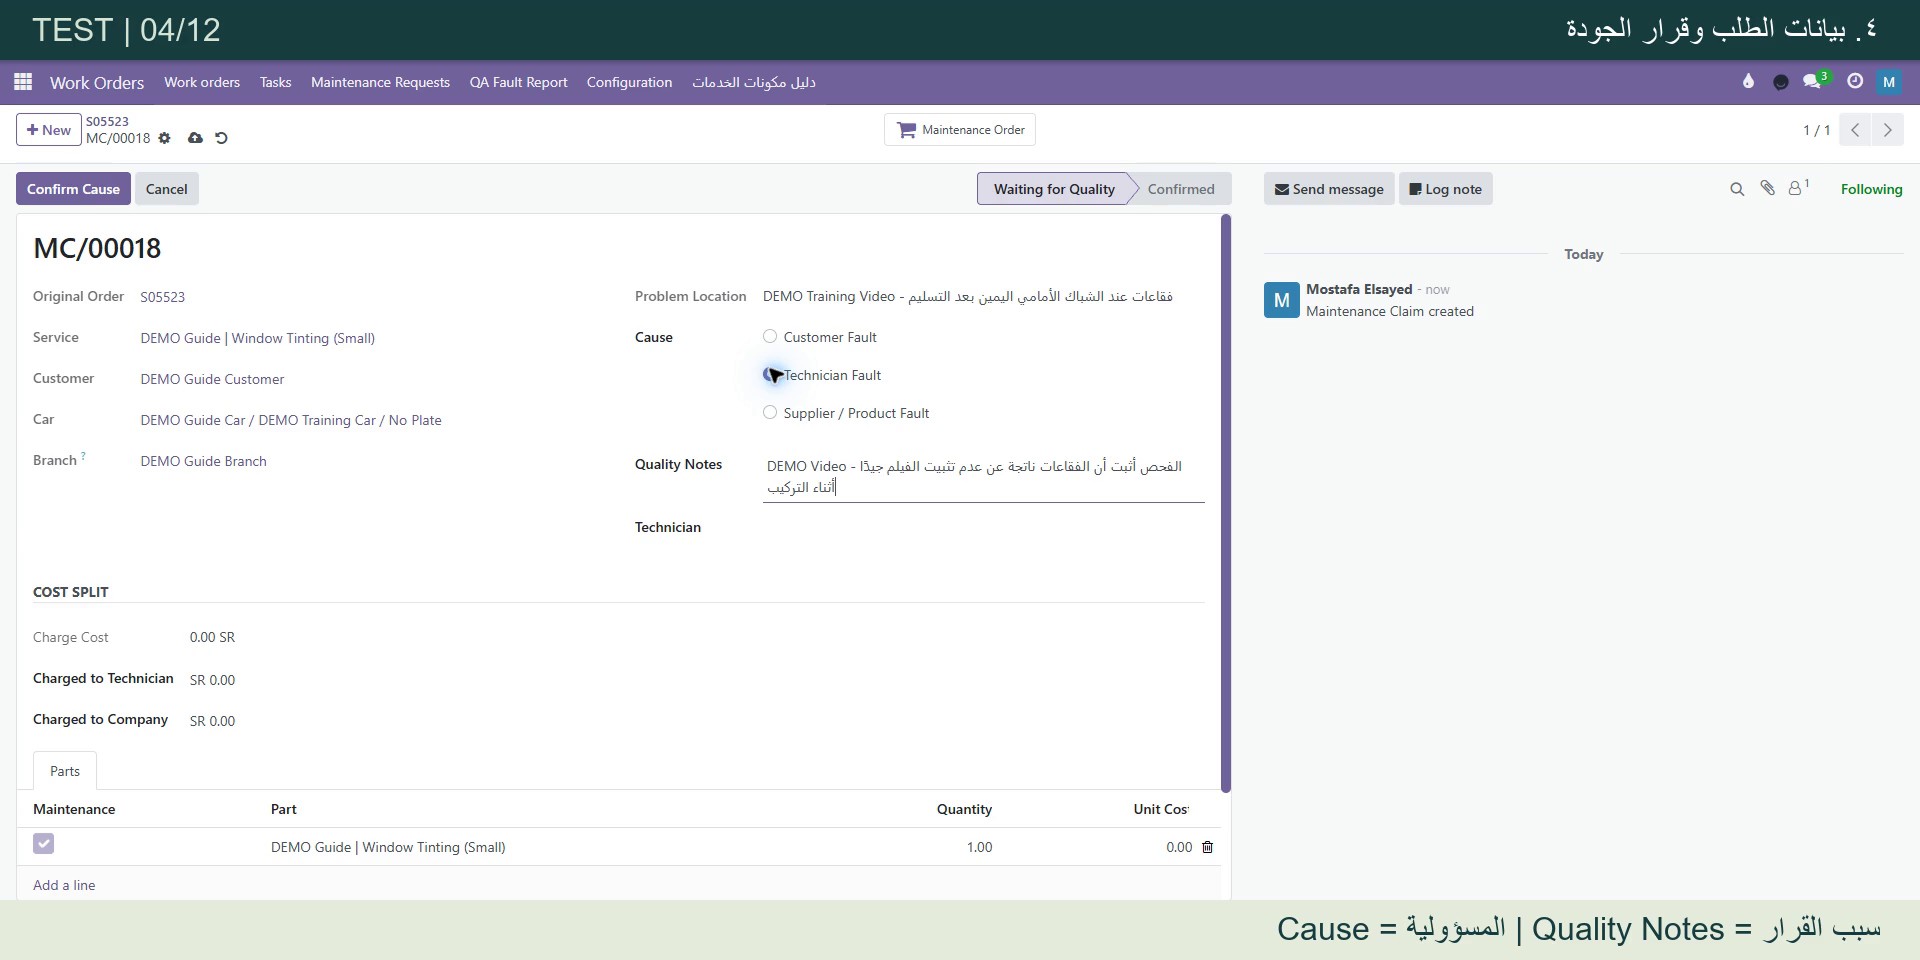 TEST | 04/12
٤. بيانات الطلب وقرار الجودة
Work Orders Work orders Tasks Maintenance Requests QA Fault Report Configuration دليل مكونات الخدمات 3 M
New
S05523
MC/00018
Maintenance Order
1 / 1
Confirm Cause Cancel
Waiting for Quality Confirmed
Send message Log note 1 Following
MC/00018
Original Order S05523
Service DEMO Guide | Window Tinting (Small)
Customer DEMO Guide Customer
Car DEMO Guide Car / DEMO Training Car / No Plate
Branch ? DEMO Guide Branch
Problem Location DEMO Training Video - فقاعات عند الشباك الأمامي اليمين بعد التسليم
Cause Customer Fault
Technician Fault
Supplier / Product Fault
Quality Notes DEMO Video - الفحص أثبت أن الفقاعات ناتجة عن عدم تثبيت الفيلم جيدًا
أثناء التركيب
Technician
COST SPLIT
Charge Cost 0.00 SR
Charged to Technician SR 0.00
Charged to Company SR 0.00
Parts
Maintenance Part Quantity Unit Cos
DEMO Guide | Window Tinting (Small) 1.00 0.00
Add a line
Today
M
Mostafa Elsayed - now
Maintenance Claim created
Cause = المسؤولية | Quality Notes = سبب القرار